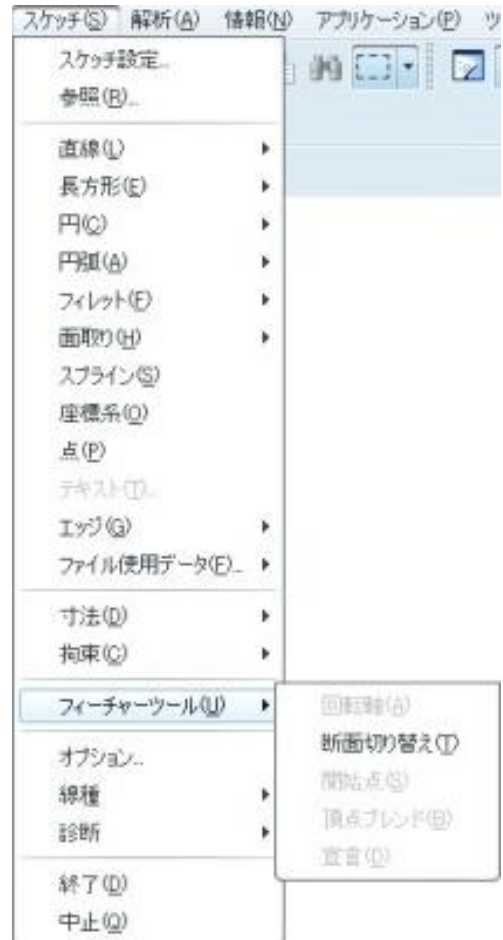 スケッチ(S) 解析(A) 情報(N) アプリケーション(P) ツ
スケッチ設定...
参照(R)...
直線(L)
長方形(E)
円(C)
円弧(A)
フィレット(F)
面取り(H)
スプライン(S)
座標系(O)
点(P)
テキスト(T)...
エッジ(G)
ファイル使用データ(F)...
寸法(D)
拘束(C)
フィーチャーツール(U)
回転軸(A)
断面切り替え(T)
開始点(S)
頂点ブレンド(B)
宣言(D)
オプション...
線種
診断
終了(D)
中止(Q)